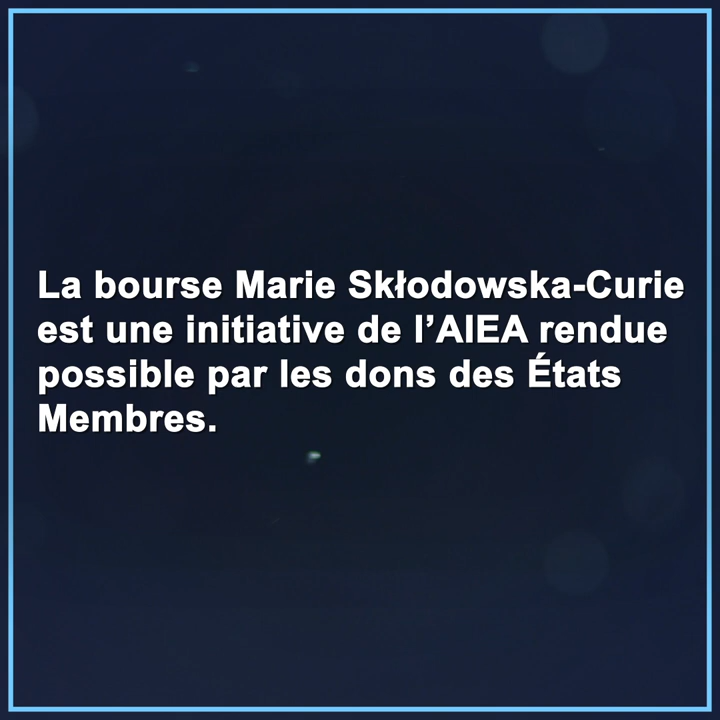 La bourse Marie Skłodowska-Curie
est une initiative de l’AIEA rendue
possible par les dons des États
Membres.